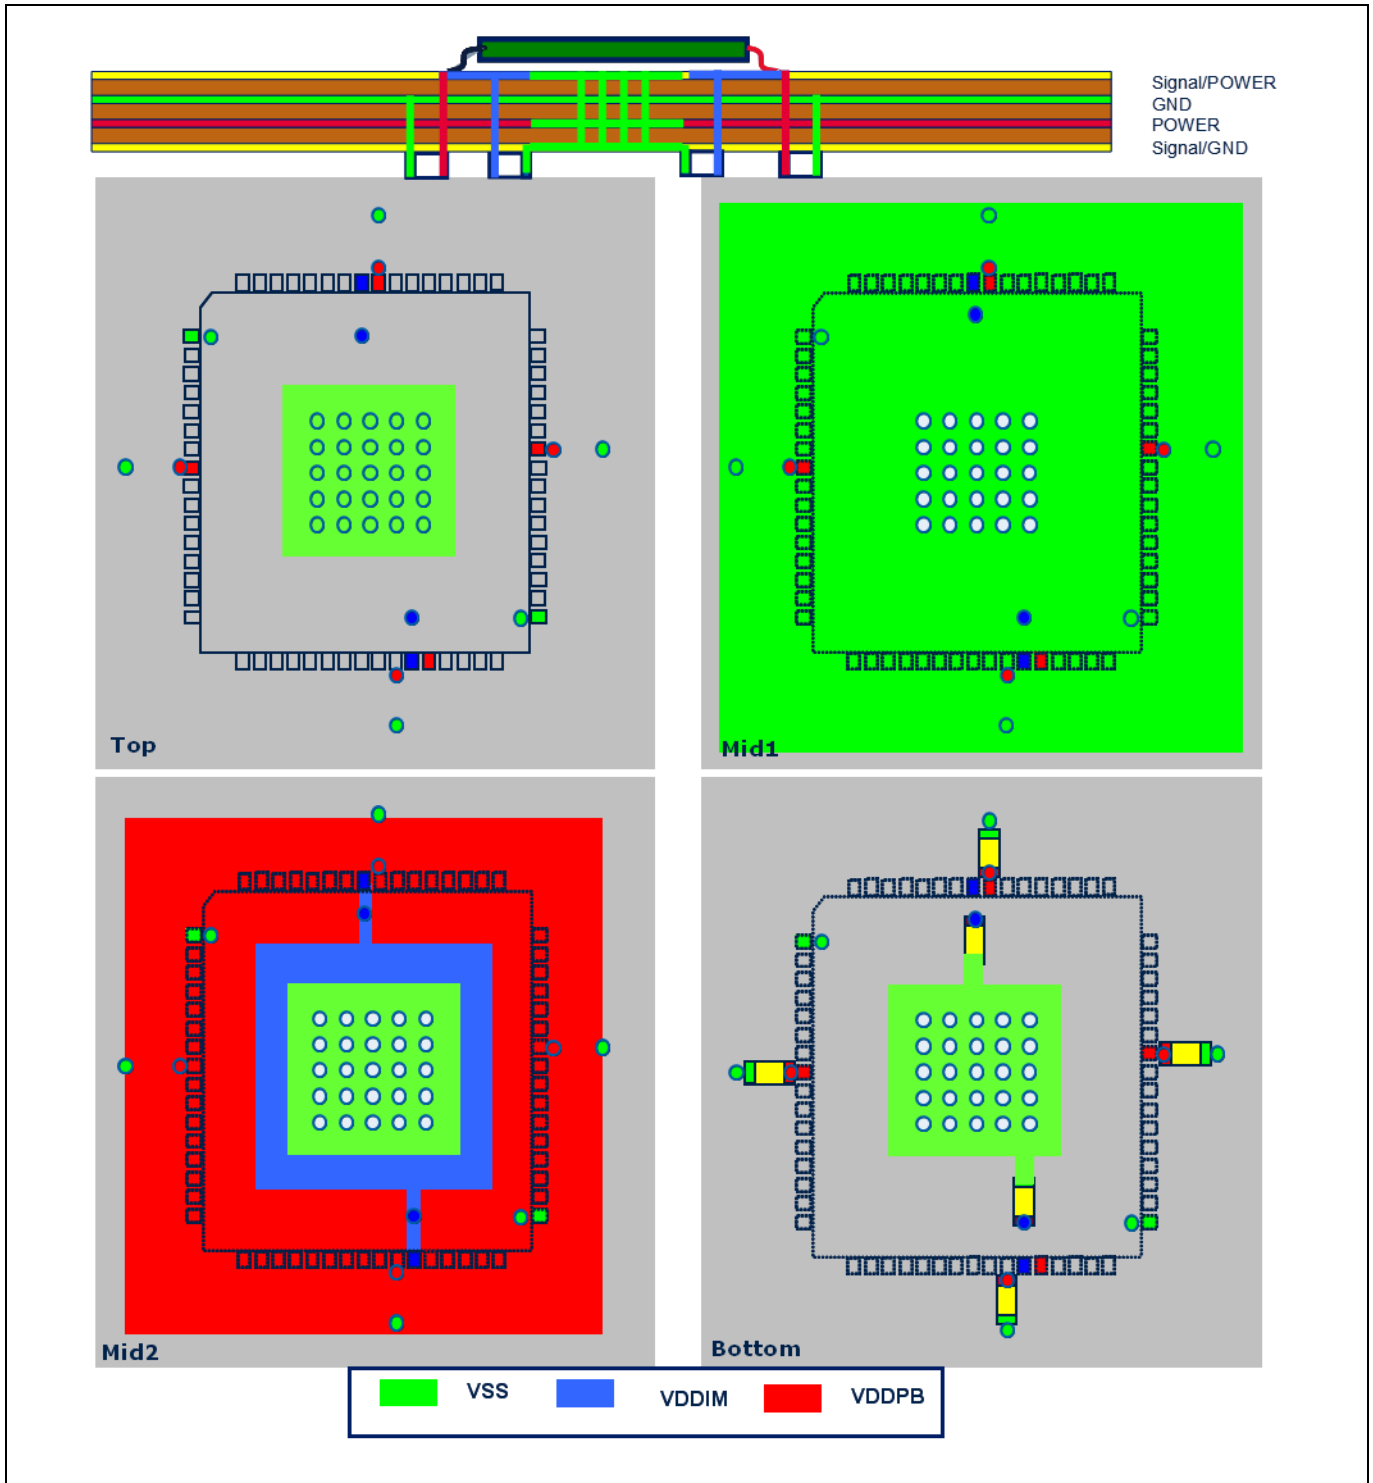 Signal/POWER
GND
POWER
Signal/GND
Top
Mid1
Mid2
Bottom
VSS
VDDIM
VDDPB